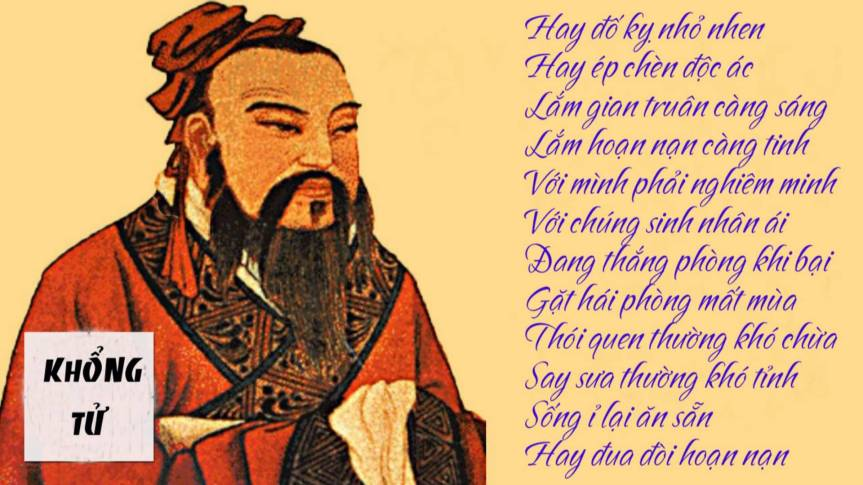 KHỔNG
TỬ
Hay đố kỵ nhỏ nhen
Hay ép chèn độc ác
Lắm gian truân càng sáng
Lắm hoạn nạn càng tinh
Với mình phải nghiêm minh
Với chúng sinh nhân ái
Đang thắng phòng khi bại
Gặt hái phòng mất mùa
Thói quen thường khó chừa
Say sưa thường khó tỉnh
Sống ỉ lại ăn sẵn
Hay đua đòi hoạn nạn